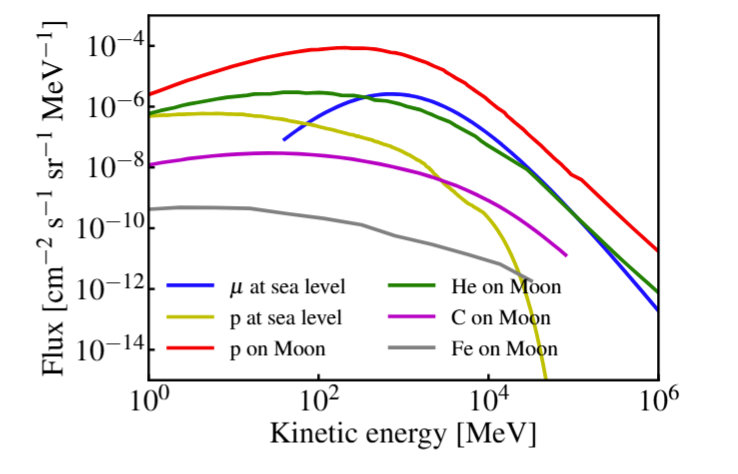 Flux [cm⁻² s⁻¹ sr⁻¹ MeV⁻¹]
10⁻⁴
10⁻⁶
10⁻⁸
10⁻¹⁰
10⁻¹²
10⁻¹⁴
μ at sea level
p at sea level
p on Moon
He on Moon
C on Moon
Fe on Moon
10⁰ 10² 10⁴ 10⁶
Kinetic energy [MeV]